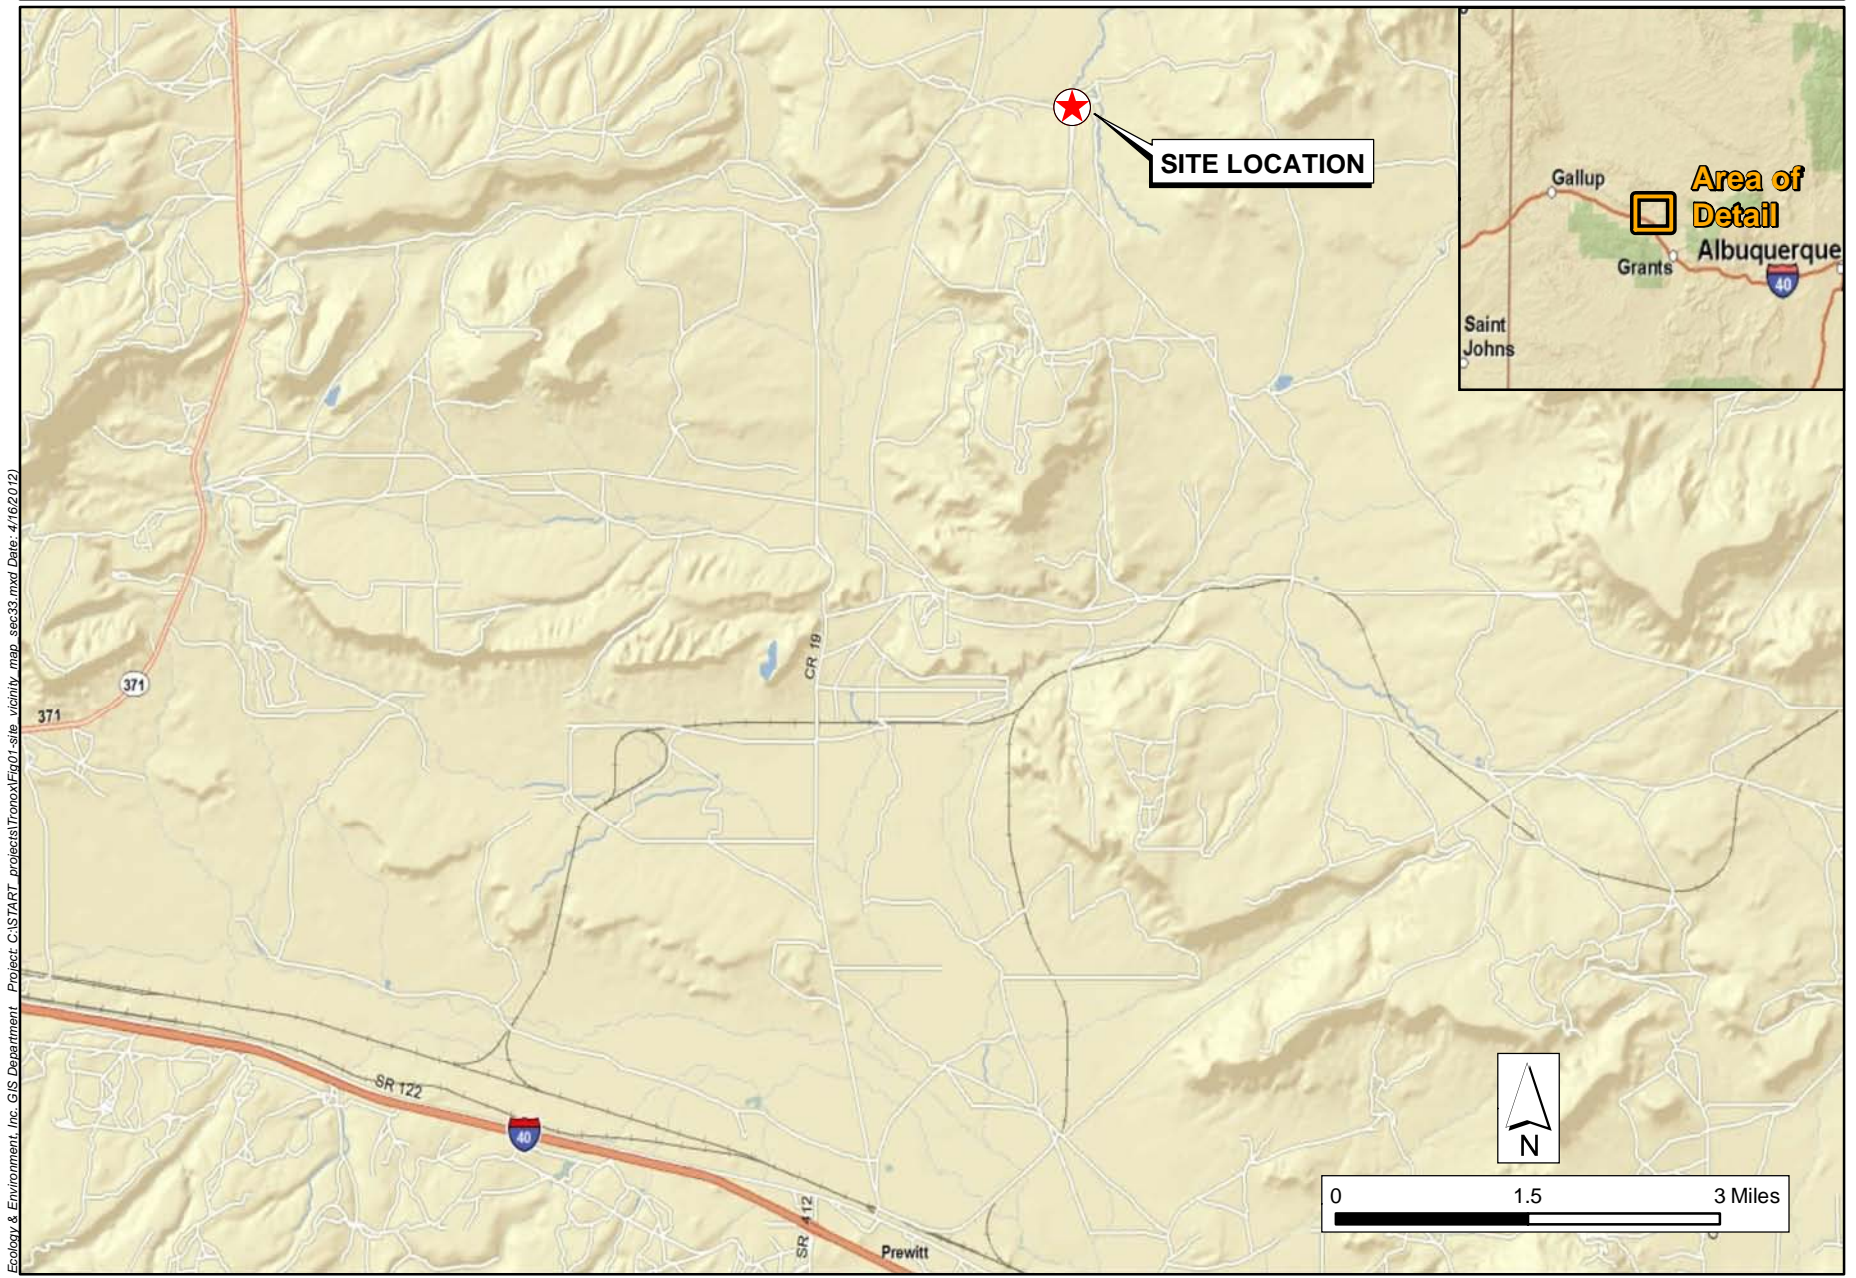 SITE LOCATION
Gallup
Area of
Detail
Albuquerque
Grants
40
Saint
Johns
CR 19
371
371
SR 122
40
SR 412
Prewitt
N
0 1.5 3 Miles
Ecology & Environment, Inc. GIS Department Project: C:\START_projects\Tronox\Fig01-site_vicinity_map_sec33.mxd Date: 4/16/2012)